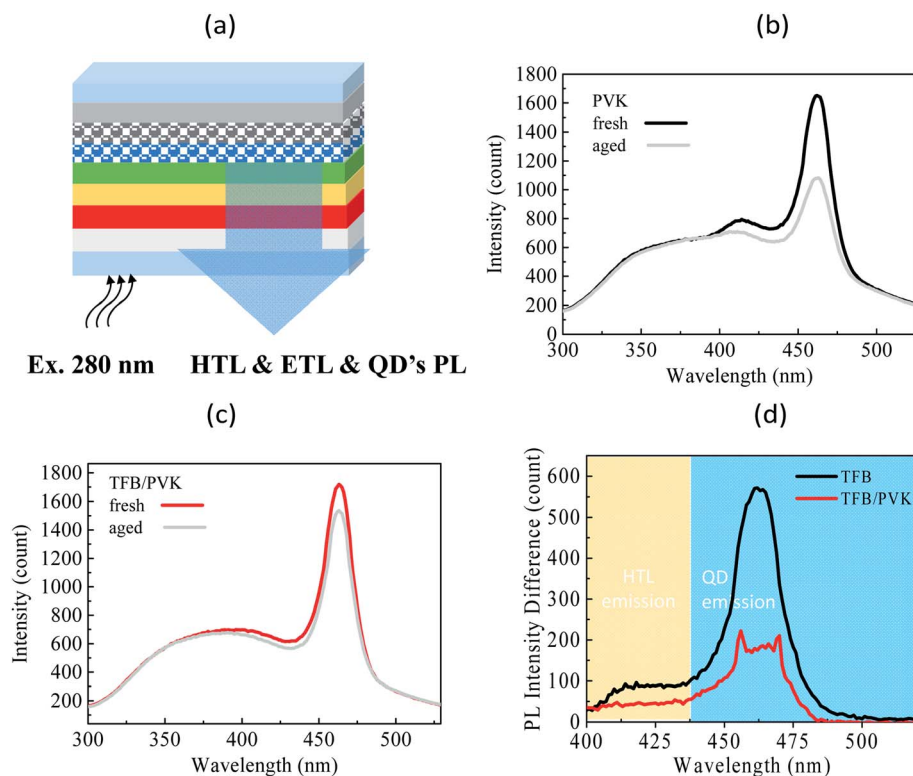 (a)
Ex. 280 nm
HTL & ETL & QD's PL
(b)
1800
1600
1400
1200
1000
800
600
400
200
0
Intensity (count)
PVK
fresh
aged
300
350
400
450
500
Wavelength (nm)
(c)
1800
1600
1400
1200
1000
800
600
400
200
Intensity (count)
TFB/PVK
fresh
aged
300
350
400
450
500
Wavelength (nm)
(d)
600
500
400
300
200
100
0
PL Intensity Difference (count)
TFB
TFB/PVK
HTL
emission
QD
emission
400
425
450
475
500
Wavelength (nm)